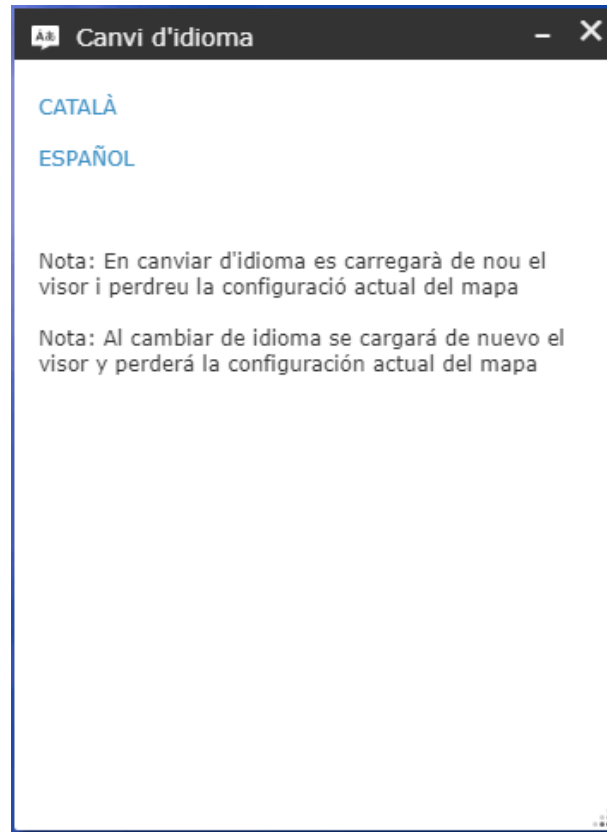 Canvi d'idioma
CATALÀ
ESPAÑOL
Nota: En canviar d'idioma es carregarà de nou el
visor i perdreu la configuració actual del mapa
Nota: Al cambiar de idioma se cargará de nuevo el
visor y perderá la configuración actual del mapa